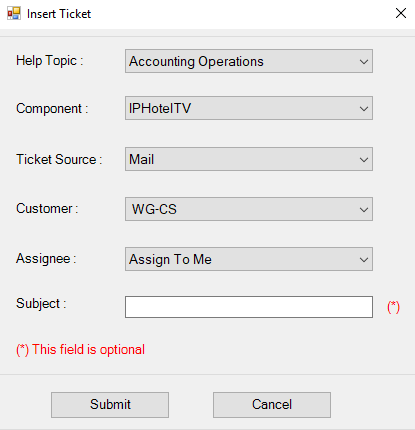 Insert Ticket
Help Topic : Accounting Operations
Component : IPHotelTV
Ticket Source : Mail
Customer : WG-CS
Assignee : Assign To Me
Subject : (*)
(*) This field is optional
Submit Cancel